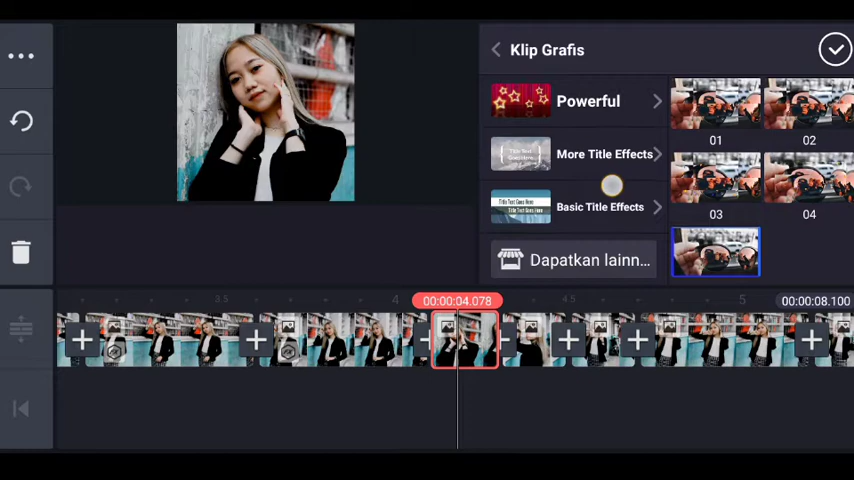 Klip Grafis
Powerful
More Title Effects
Basic Title Effects
Dapatkan lainn...
01
02
03
04
3.5
4
00:00:04.078
4.5
5
00:00:08.100